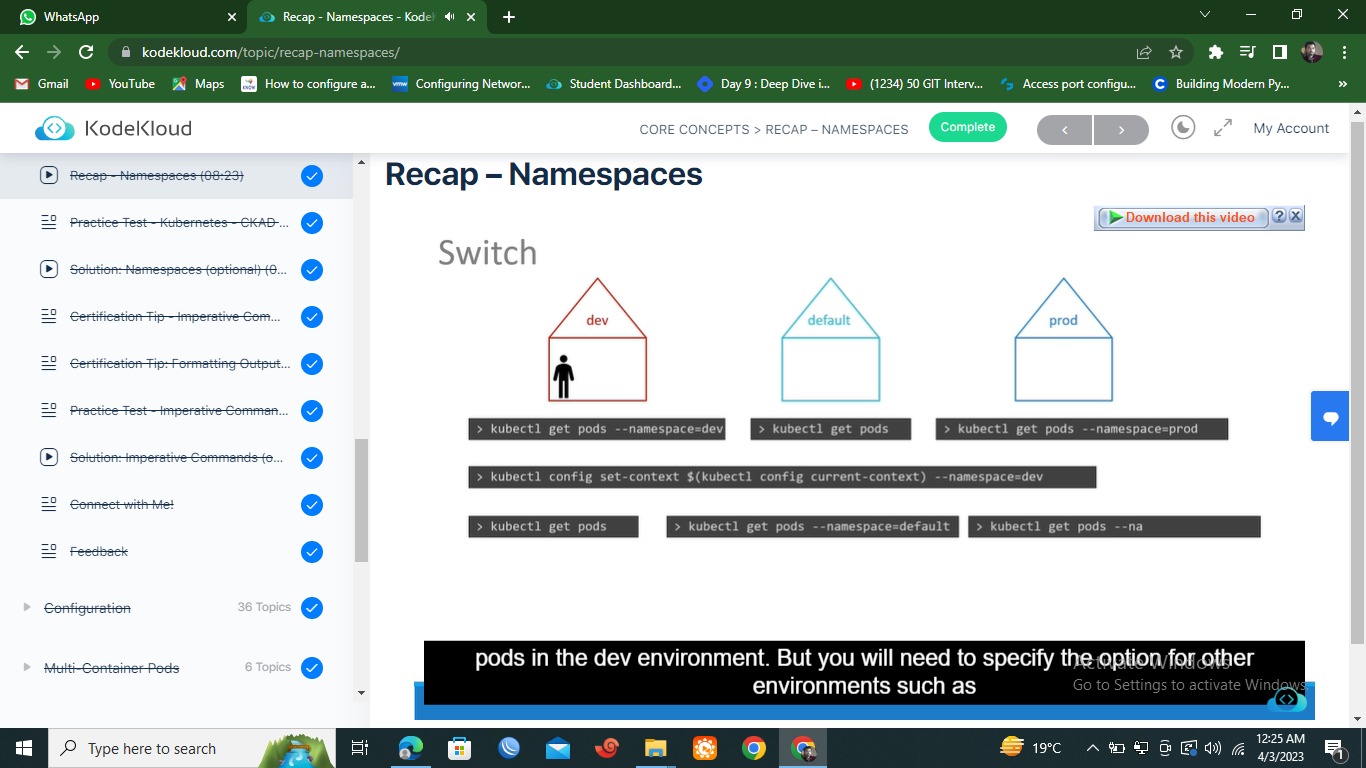 WhatsApp
Recap - Namespaces - Kodek
kodekloud.com/topic/recap-namespaces/
Gmail
YouTube
Maps
How to configure a...
Configuring Networ...
Student Dashboard...
Day 9 : Deep Dive i...
(1234) 50 GIT Interv...
Access port configu...
Building Modern Py...
»
KodeKloud
CORE CONCEPTS > RECAP – NAMESPACES
Complete
My Account
Recap - Namespaces (08:23)
Practice Test - Kubernetes - CKAD ...
Solution: Namespaces (optional) (0...
Certification Tip - Imperative Com...
Certification Tip: Formatting Output...
Practice Test - Imperative Comman...
Solution: Imperative Commands (o...
Connect with Me!
Feedback
Configuration
36 Topics
Multi-Container Pods
6 Topics
Recap – Namespaces
Download this video
?
X
Switch
dev
default
prod
> kubectl get pods --namespace=dev
> kubectl get pods
> kubectl get pods --namespace=prod
> kubectl config set-context $(kubectl config current-context) --namespace=dev
> kubectl get pods
> kubectl get pods --namespace=default
> kubectl get pods --na
pods in the dev environment. But you will need to specify the option for other
environments such as
Activate Windows
Go to Settings to activate Windows.
Type here to search
19°C
12:25 AM
4/3/2023
1